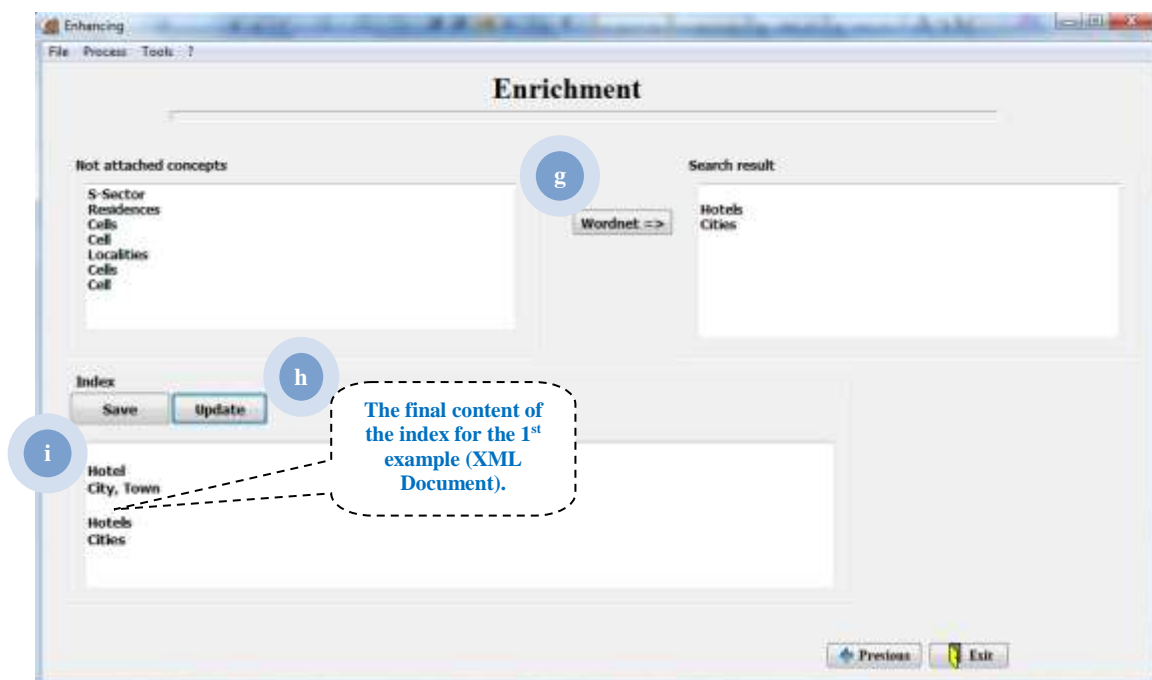 Enhancing
File Process Tools ?
Enrichment
Not attached concepts
g
Search result
S-Sector
Residences
Cells
Cell
Localities
Cells
Cell
Wordnet =>
Hotels
Cities
Index
h
Save Update
The final content of
the index for the 1st
example (XML
Document).
i
Hotel
City, Town
Hotels
Cities
Previous Exit